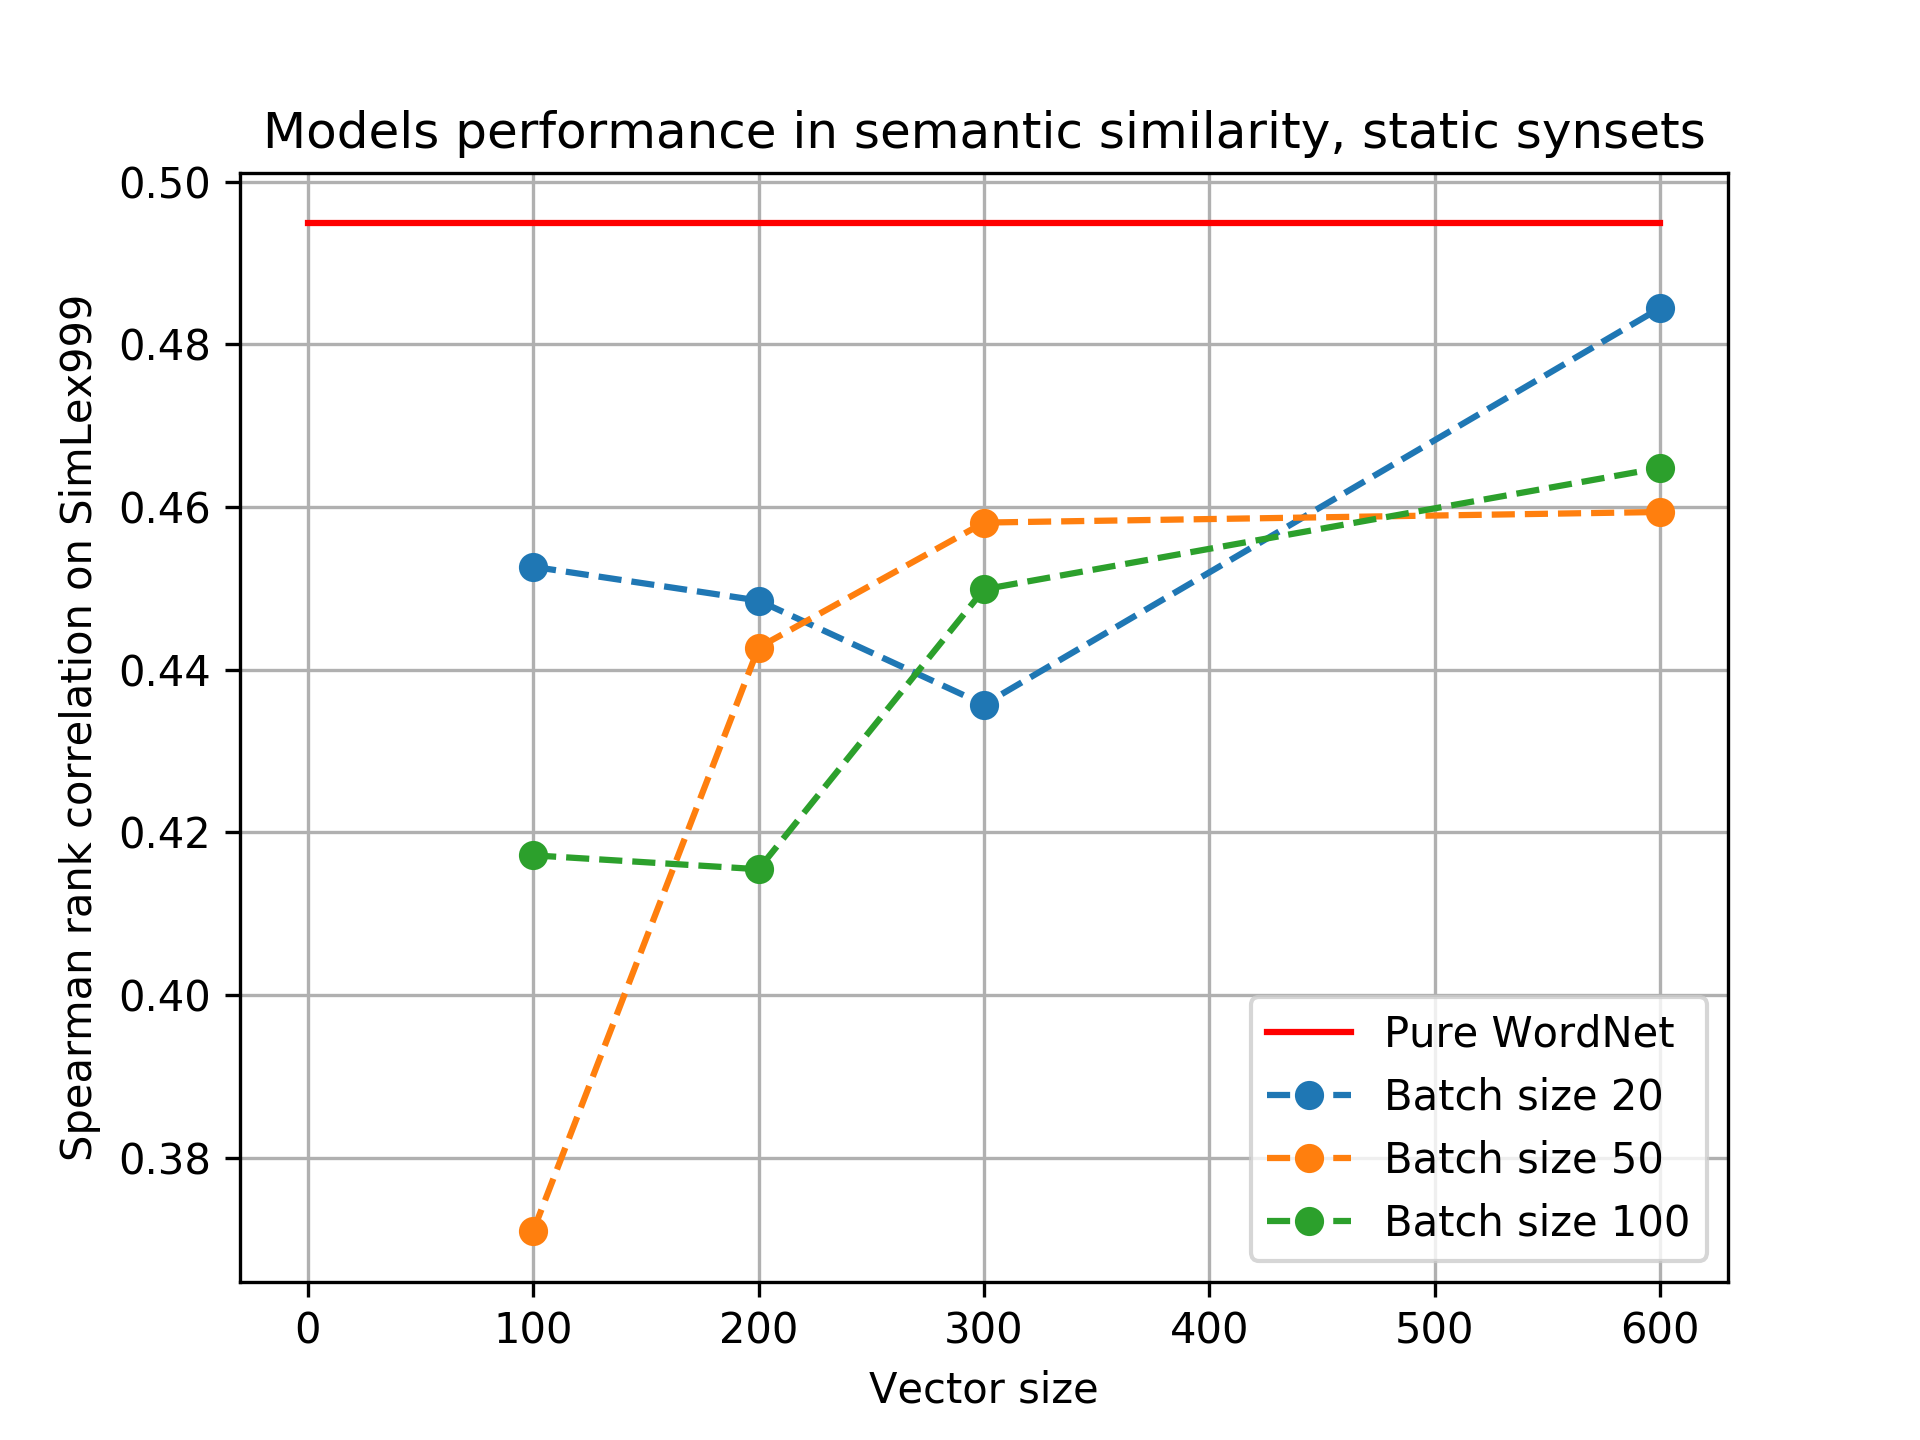 Models performance in semantic similarity, static synsets
Spearman rank correlation on SimLex999
0.50
0.48
0.46
0.44
0.42
0.40
0.38
Pure WordNet
Batch size 20
Batch size 50
Batch size 100
0 100 200 300 400 500 600
Vector size